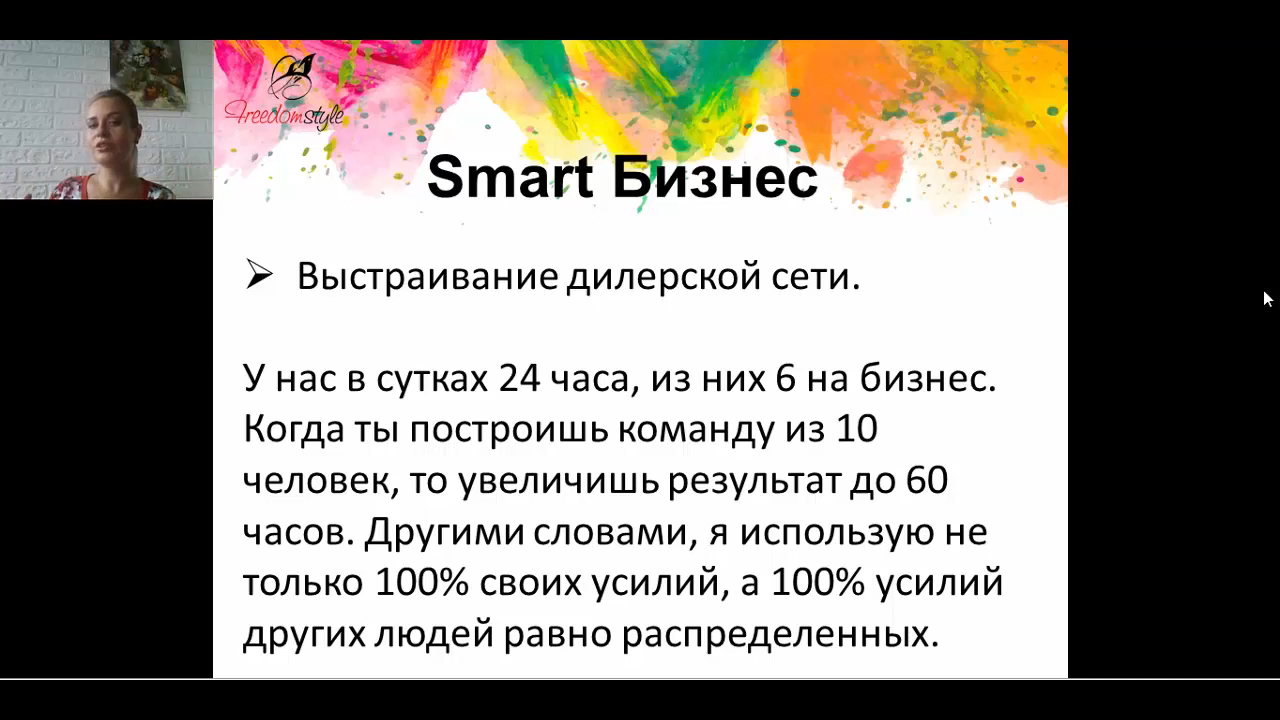 Freedomstyle
Smart Бизнес
Выстраивание дилерской сети.
У нас в сутках 24 часа, из них 6 на бизнес.
Когда ты построишь команду из 10
человек, то увеличишь результат до 60
часов. Другими словами, я использую не
только 100% своих усилий, а 100% усилий
других людей равно распределенных.